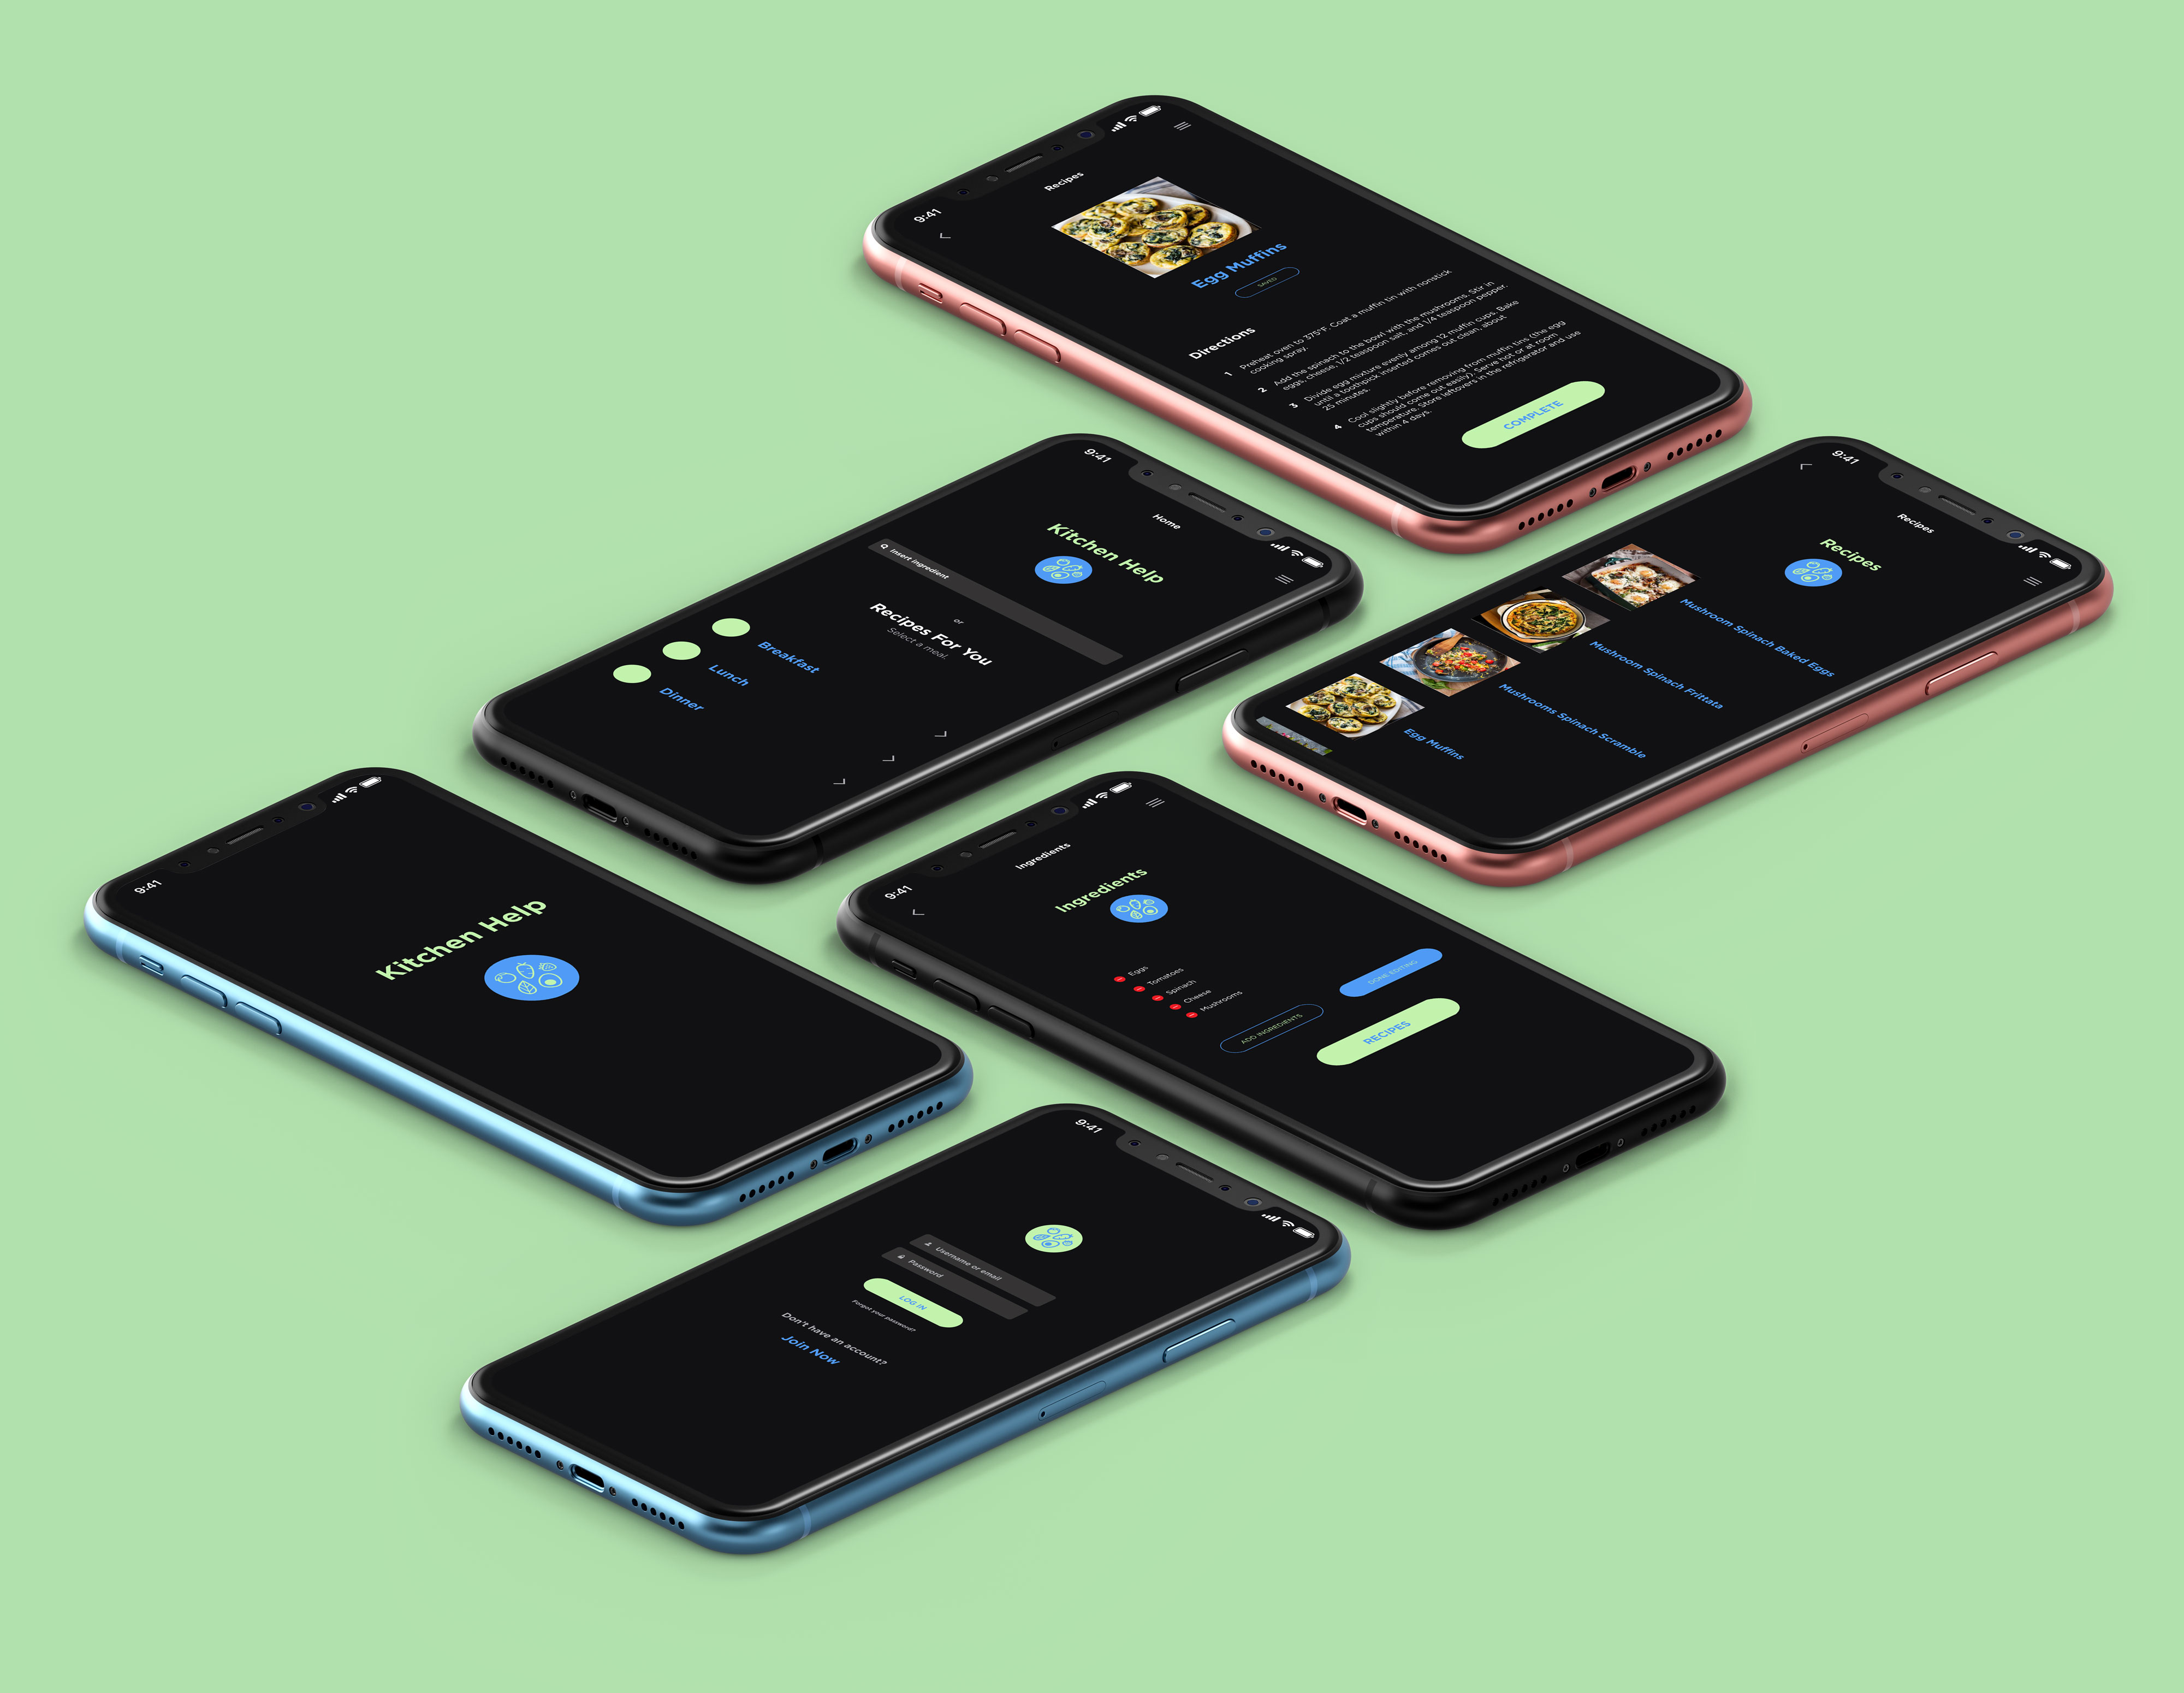 9:41
Recipes
Egg Muffins
SAVED
Directions
1 Preheat oven to 375°F. Coat a muffin tin with nonstick
cooking spray.
2 Add the spinach to the bowl with the mushrooms. Stir in
eggs, cheese, 1/2 teaspoon salt, and 1/4 teaspoon pepper.
3 Divide egg mixture evenly among 12 muffin cups. Bake
until a toothpick inserted comes out clean, about
25 minutes.
4 Cool slightly before removing from muffin tins (the egg
cups should come out easily). Serve hot or at room
temperature. Store leftovers in the refrigerator and use
within 4 days.
COMPLETE
9:41
Home
Kitchen Help
Insert ingredient
or
Recipes For You
Select a meal.
Breakfast
Lunch
Dinner
9:41
Recipes
Recipes
Mushroom Spinach Baked Eggs
Mushroom Spinach Frittata
Mushrooms Spinach Scramble
Egg Muffins
9:41
Kitchen Help
9:41
Ingredients
Ingredients
Eggs
Tomatoes
Spinach
Cheese
Mushrooms
ADD INGREDIENTS
DONE EDITING
RECIPES
9:41
Username or email
Password
LOG IN
Forgot your password?
Don't have an account?
Join Now